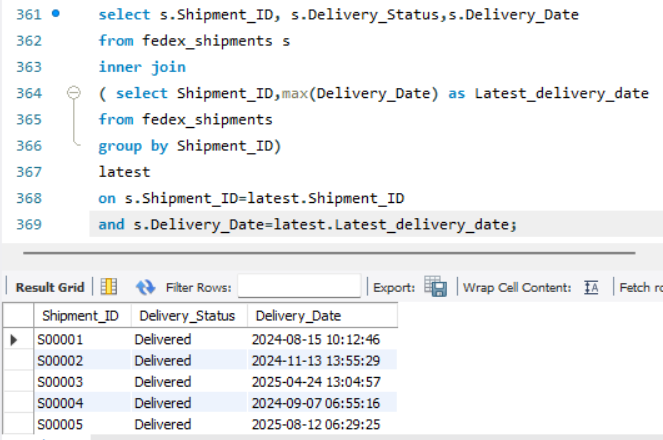 361 select s.Shipment_ID, s.Delivery_Status,s.Delivery_Date
362 from fedex_shipments s
363 inner join
364 ( select Shipment_ID,max(Delivery_Date) as Latest_delivery_date
365 from fedex_shipments
366 group by Shipment_ID)
367 latest
368 on s.Shipment_ID=latest.Shipment_ID
369 and s.Delivery_Date=latest.Latest_delivery_date;
Result Grid Filter Rows: Export: Wrap Cell Content: IA Fetch ro
Shipment_ID Delivery_Status Delivery_Date
S00001 Delivered 2024-08-15 10:12:46
S00002 Delivered 2024-11-13 13:55:29
S00003 Delivered 2025-04-24 13:04:57
S00004 Delivered 2024-09-07 06:55:16
S00005 Delivered 2025-08-12 06:29:25